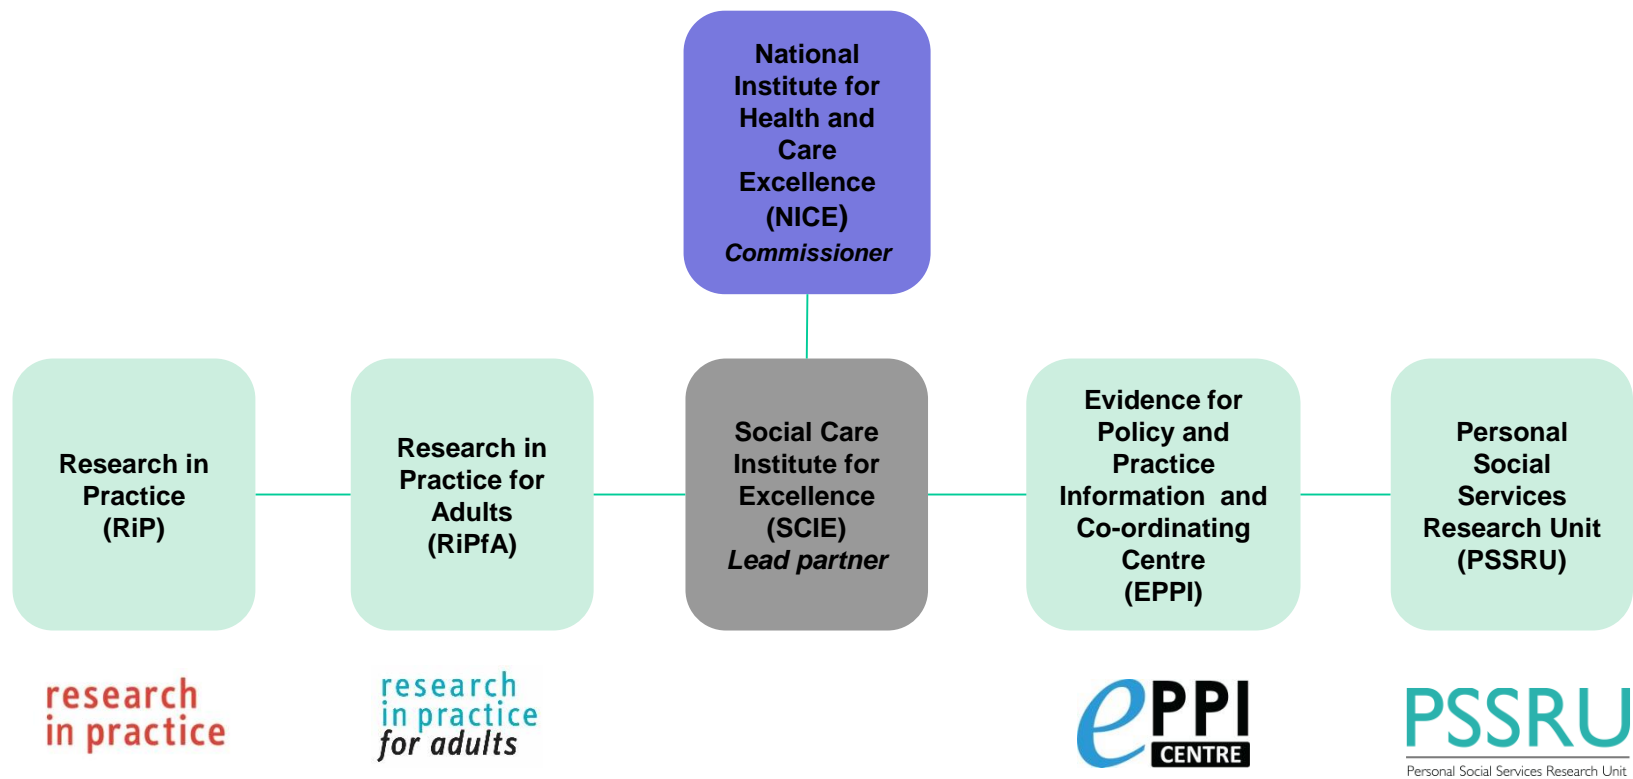 National
Institute for
Health and
Care
Excellence
(NICE)
Commissioner
Research in
Practice
(RiP)
Research in
Practice for
Adults
(RiPfA)
Social Care
Institute for
Excellence
(SCIE)
Lead partner
Evidence for
Policy and
Practice
Information and
Co-ordinating
Centre
(EPPI)
Personal
Social
Services
Research Unit
(PSSRU)
research
in practice
research
in practice
for adults
ePPI
CENTRE
PSSRU
Personal Social Services Research Unit